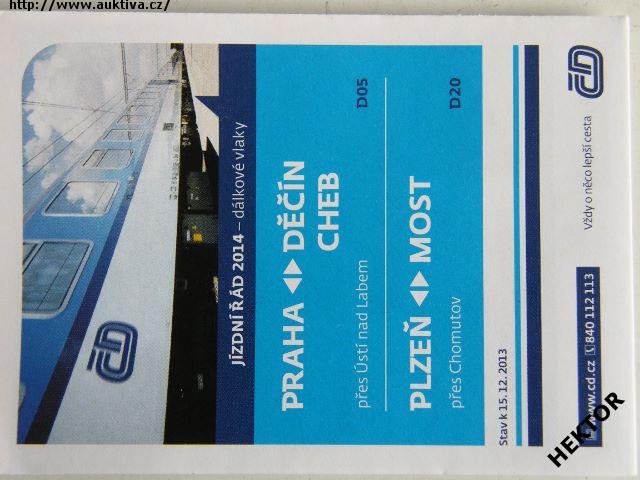 http://www.auktiva.cz/
JÍZDNÍ ŘÁD 2014 – dálkové vlaky
PRAHA ◂▸ DĚČÍN
CHEB
přes Ústí nad Labem
D05
PLZEŇ ◂▸ MOST
přes Chomutov
D20
Stav k 15. 12. 2013
ČD
Vždy o něco lepší cesta
www.cd.cz 840 112 113
HEKTOR